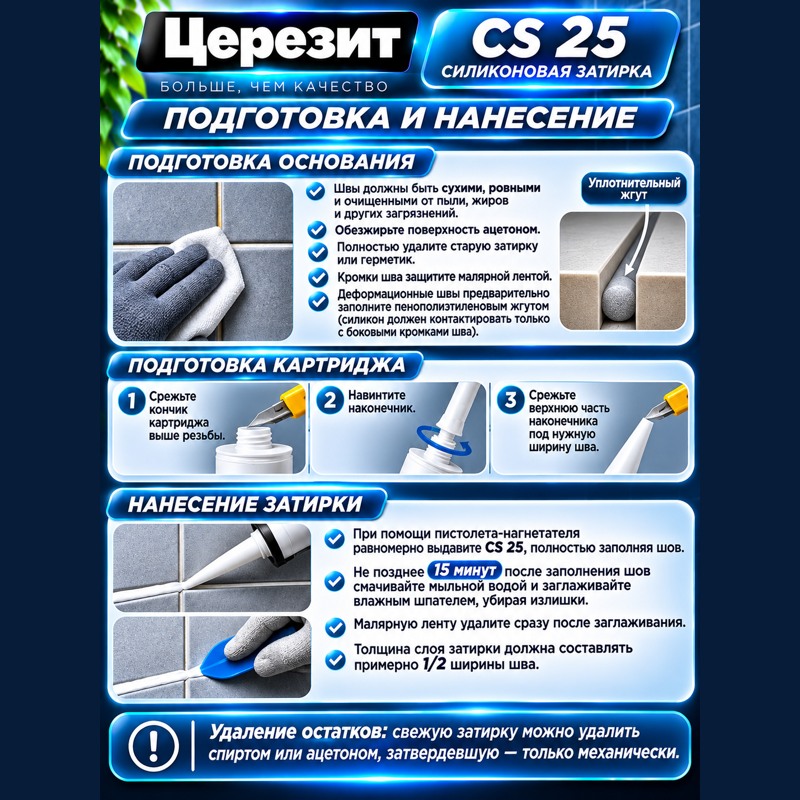 Церезит
CS 25
СИЛИКОНОВАЯ ЗАТИРКА
БОЛЬШЕ, ЧЕМ КАЧЕСТВО
ПОДГОТОВКА И НАНЕСЕНИЕ
ПОДГОТОВКА ОСНОВАНИЯ
Швы должны быть сухими, ровными
и очищенными от пыли, жиров
и других загрязнений.
Обезжирьте поверхность ацетоном.
Полностью удалите старую затирку
или герметик.
Кромки шва защитите малярной лентой.
Деформационные швы предварительно
заполните пенополиэтиленовым жгутом
(силикон должен контактировать только
с боковыми кромками шва).
Уплотнительный
жгут
ПОДГОТОВКА КАРТРИДЖА
1 Срежьте
кончик
картриджа
выше резьбы.
2 Навинтите
наконечник.
3 Срежьте
верхнюю часть
наконечника
под нужную
ширину шва.
НАНЕСЕНИЕ ЗАТИРКИ
При помощи пистолета-нагнетателя
равномерно выдавите CS 25, полностью заполняя шов.
Не позднее 15 минут после заполнения шов
смачивайте мыльной водой и заглаживайте
влажным шпателем, убирая излишки.
Малярную ленту удалите сразу после заглаживания.
Толщина слоя затирки должна составлять
примерно 1/2 ширины шва.
Удаление остатков: свежую затирку можно удалить
спиртом или ацетоном, затвердевшую — только механически.